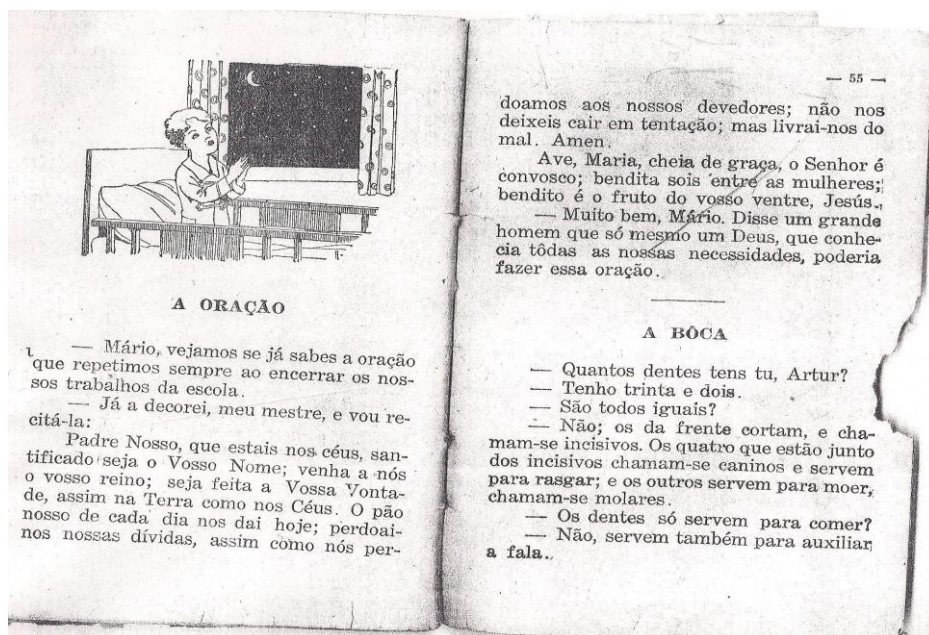 A ORAÇÃO
— Mário, vejamos se já sabes a oração
que repetimos sempre ao encerrar os nos-
sos trabalhos da escola.
— Já a decorei, meu mestre, e vou re-
citá-la:
Padre Nosso, que estais nos céus, san-
tificado seja o Vosso Nome; venha a nós
o vosso reino; seja feita a Vossa Vonta-
de, assim na Terra como nos Céus. O pão
nosso de cada dia nos dai hoje; perdoai-
nos nossas dívidas, assim como nós per-
— 55 —
doamos aos nossos devedores; não nos
deixeis cair em tentação; mas livrai-nos do
mal. Amen.
Ave, Maria, cheia de graça, o Senhor é
convosco; bendita sois entre as mulheres;
bendito é o fruto do vosso ventre, Jesús.
— Muito bem, Mário. Disse um grande
homem que só mesmo um Deus, que conhe-
cia tôdas as nossas necessidades, poderia
fazer essa oração.
A BÔCA
— Quantos dentes tens tu, Artur?
— Tenho trinta e dois.
— São todos iguais?
— Não; os da frente cortam, e cha-
mam-se incisivos. Os quatro que estão junto
dos incisivos chamam-se caninos e servem
para rasgar; e os outros servem para moer,
chamam-se molares.
— Os dentes só servem para comer?
— Não, servem também para auxiliar
a fala.